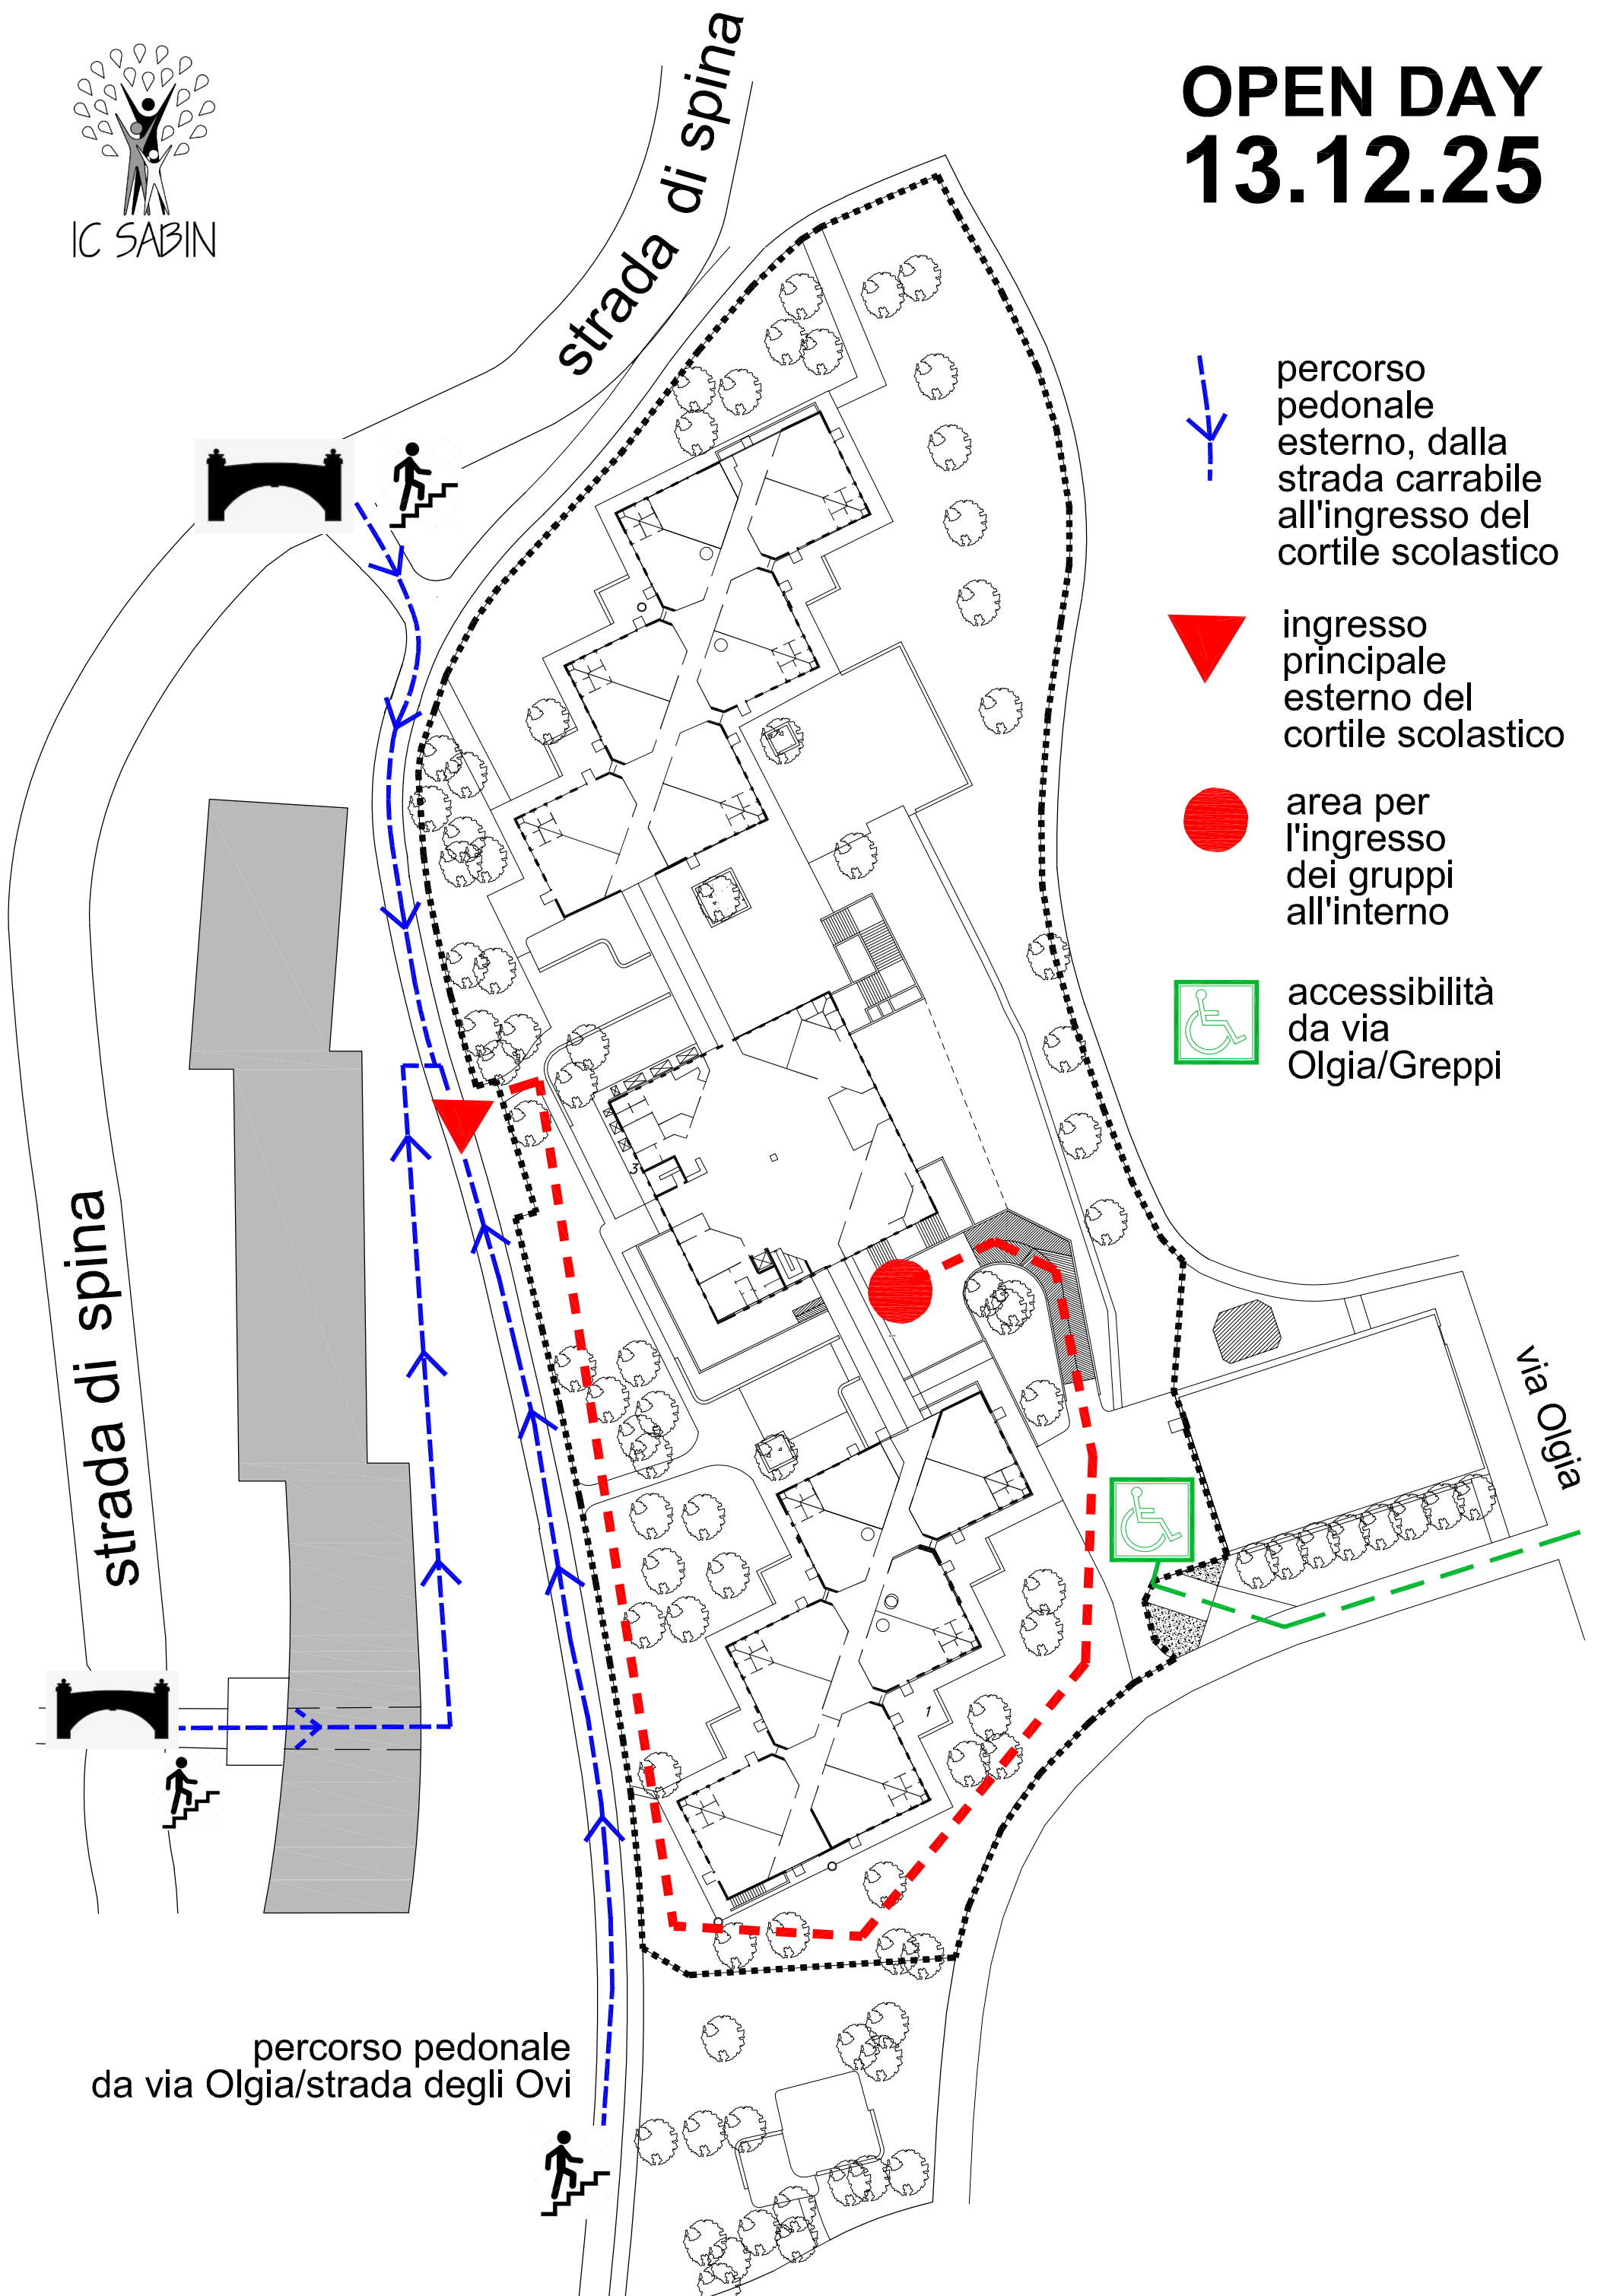 IC SABIN
OPEN DAY
13.12.25
strada di spina
percorso
pedonale
esterno, dalla
strada carrabile
all'ingresso del
cortile scolastico
ingresso
principale
esterno del
cortile scolastico
area per
l'ingresso
dei gruppi
all'interno
accessibilità
da via
Olgia/Greppi
3
strada di spina
via Olgia
1
percorso pedonale
da via Olgia/strada degli Ovi